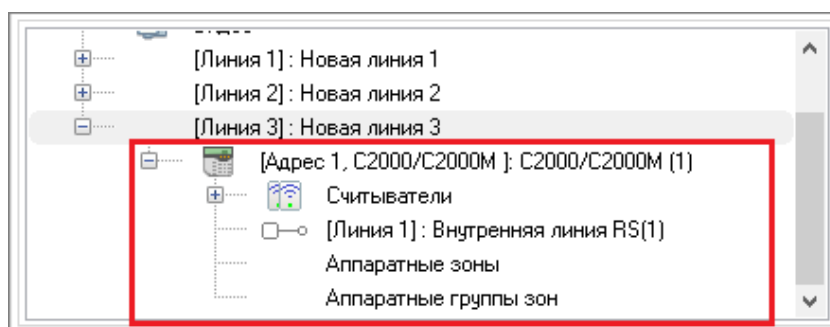 [Линия 1] : Новая линия 1
[Линия 2] : Новая линия 2
[Линия 3] : Новая линия 3
[Адрес 1, С2000/С2000М ]: С2000/С2000М (1)
Считыватели
[Линия 1] : Внутренняя линия RS(1)
Аппаратные зоны
Аппаратные группы зон